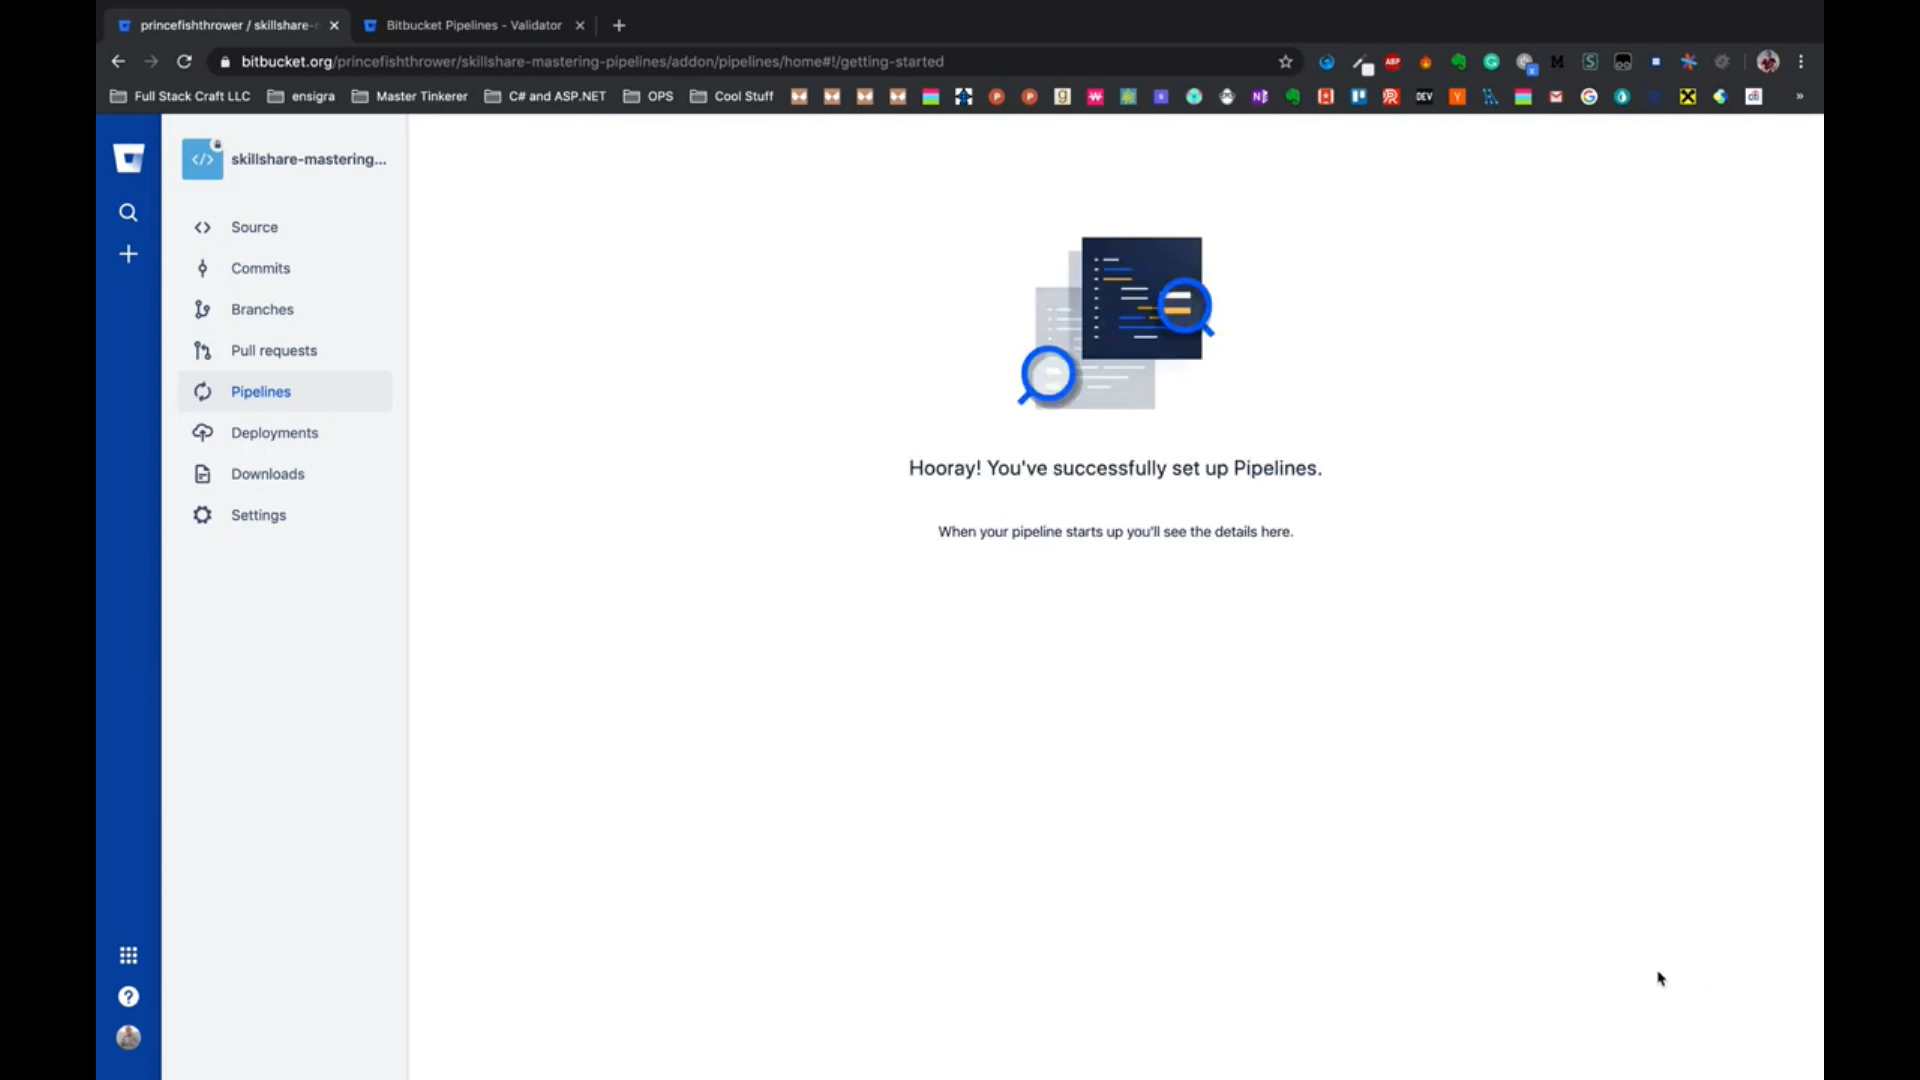 princefishthrower / skillshare-
Bitbucket Pipelines - Validator
bitbucket.org/princefishthrower/skillshare-mastering-pipelines/addon/pipelines/home#!/getting-started
ABP
M
S
Full Stack Craft LLC
ensigra
Master Tinkerer
C# and ASP.NET
OPS
Cool Stuff
DEV
skillshare-mastering...
Source
Commits
Branches
Pull requests
Pipelines
Deployments
Downloads
Settings
Hooray! You've successfully set up Pipelines.
When your pipeline starts up you'll see the details here.